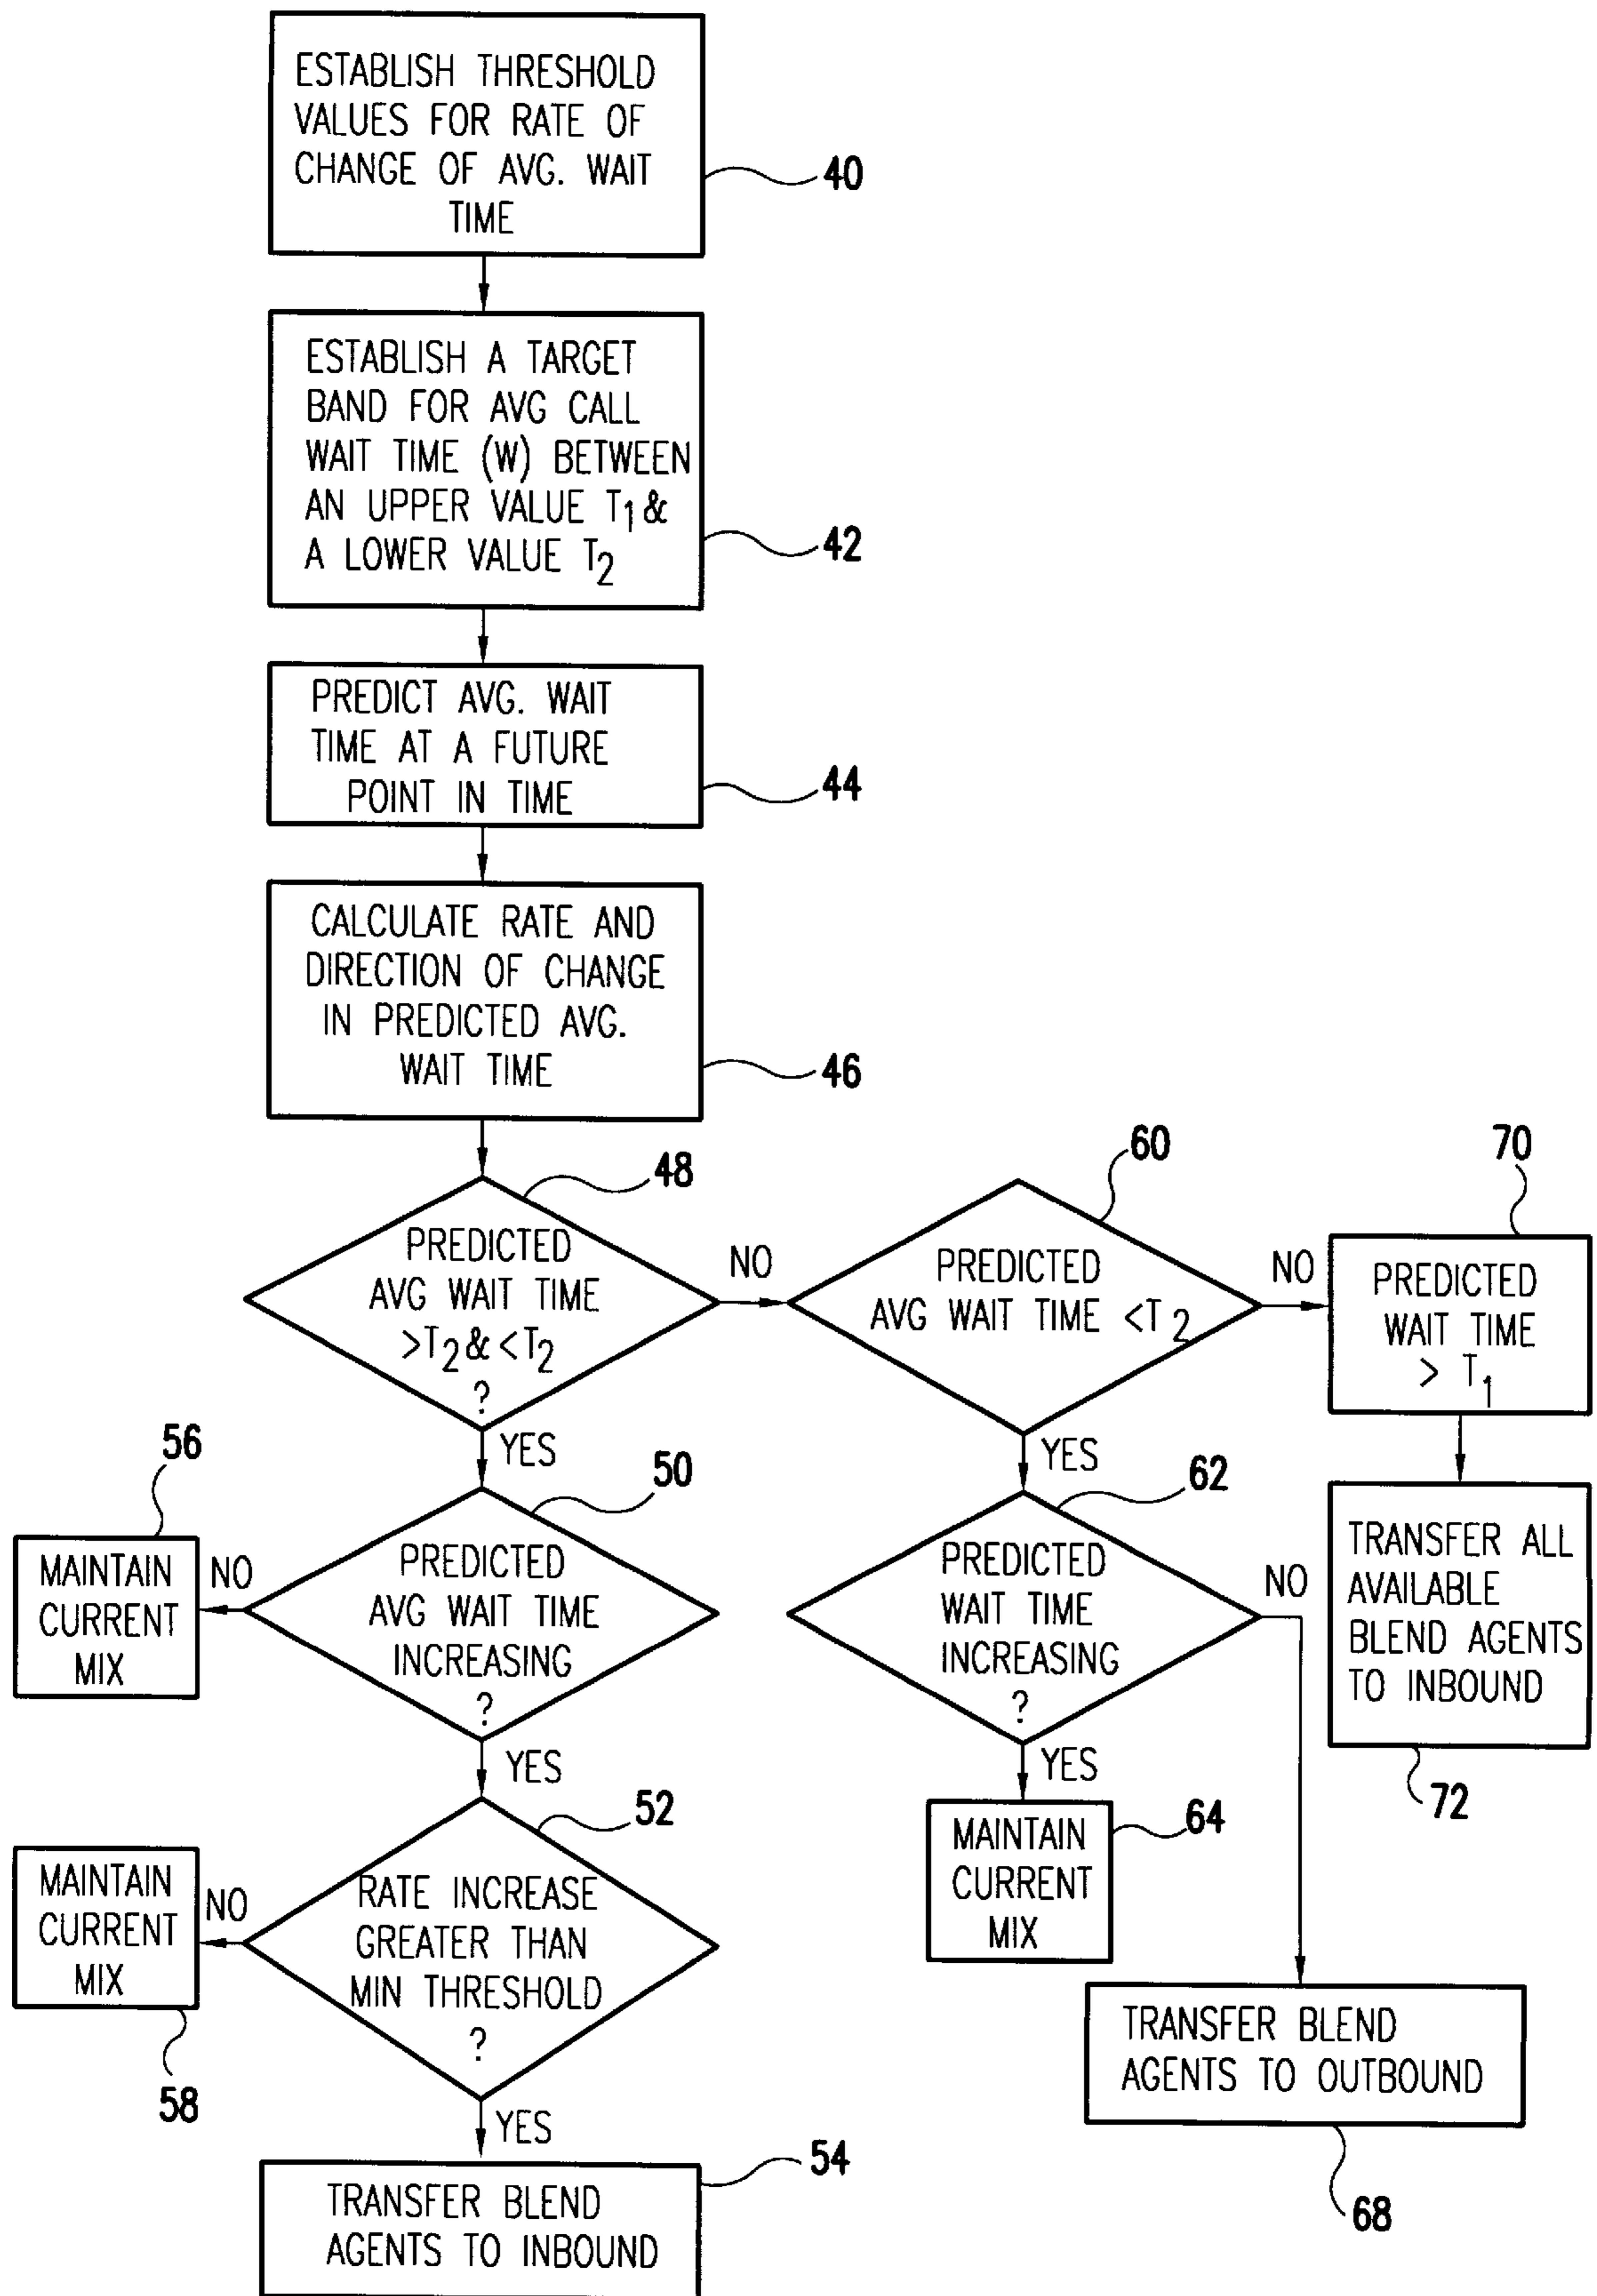 ESTABLISH THRESHOLD
VALUES FOR RATE OF
CHANGE OF AVG. WAIT
TIME
40
ESTABLISH A TARGET
BAND FOR AVG CALL
WAIT TIME (W) BETWEEN
AN UPPER VALUE T1 &
A LOWER VALUE T2
42
PREDICT AVG. WAIT
TIME AT A FUTURE
POINT IN TIME
44
CALCULATE RATE AND
DIRECTION OF CHANGE
IN PREDICTED AVG.
WAIT TIME
46
48
PREDICTED
AVG WAIT TIME
>T2 & <T2
?
NO
YES
60
PREDICTED
AVG WAIT TIME <T2
NO
YES
70
PREDICTED
WAIT TIME
> T1
56
MAINTAIN
CURRENT
MIX
NO
50
PREDICTED
AVG WAIT TIME
INCREASING
?
YES
62
PREDICTED
WAIT TIME
INCREASING
?
NO
YES
TRANSFER ALL
AVAILABLE
BLEND AGENTS
TO INBOUND
72
MAINTAIN
CURRENT
MIX
58
NO
52
RATE INCREASE
GREATER THAN
MIN THRESHOLD
?
YES
MAINTAIN
CURRENT
MIX
64
TRANSFER BLEND
AGENTS TO OUTBOUND
68
TRANSFER BLEND
AGENTS TO INBOUND
54